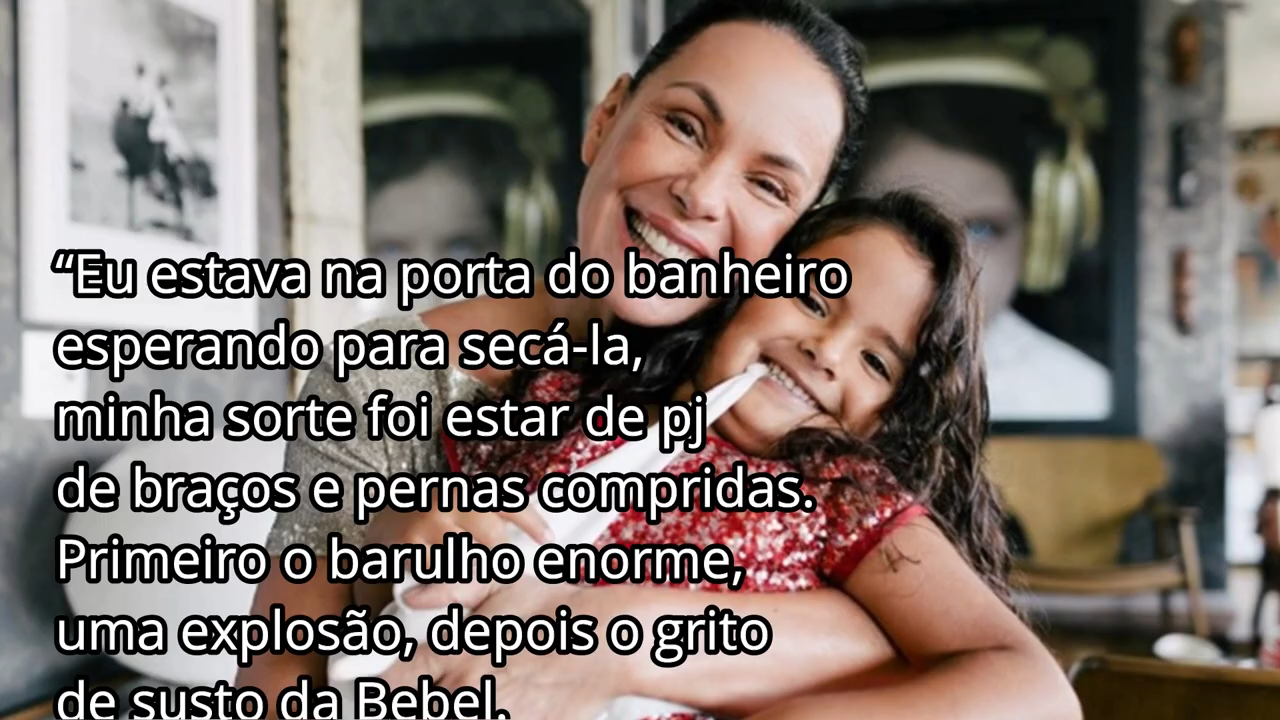 “Eu estava na porta do banheiro
esperando para secá-la,
minha sorte foi estar de pj
de braços e pernas compridas.
Primeiro o barulho enorme,
uma explosão, depois o grito
de susto da Bebel.